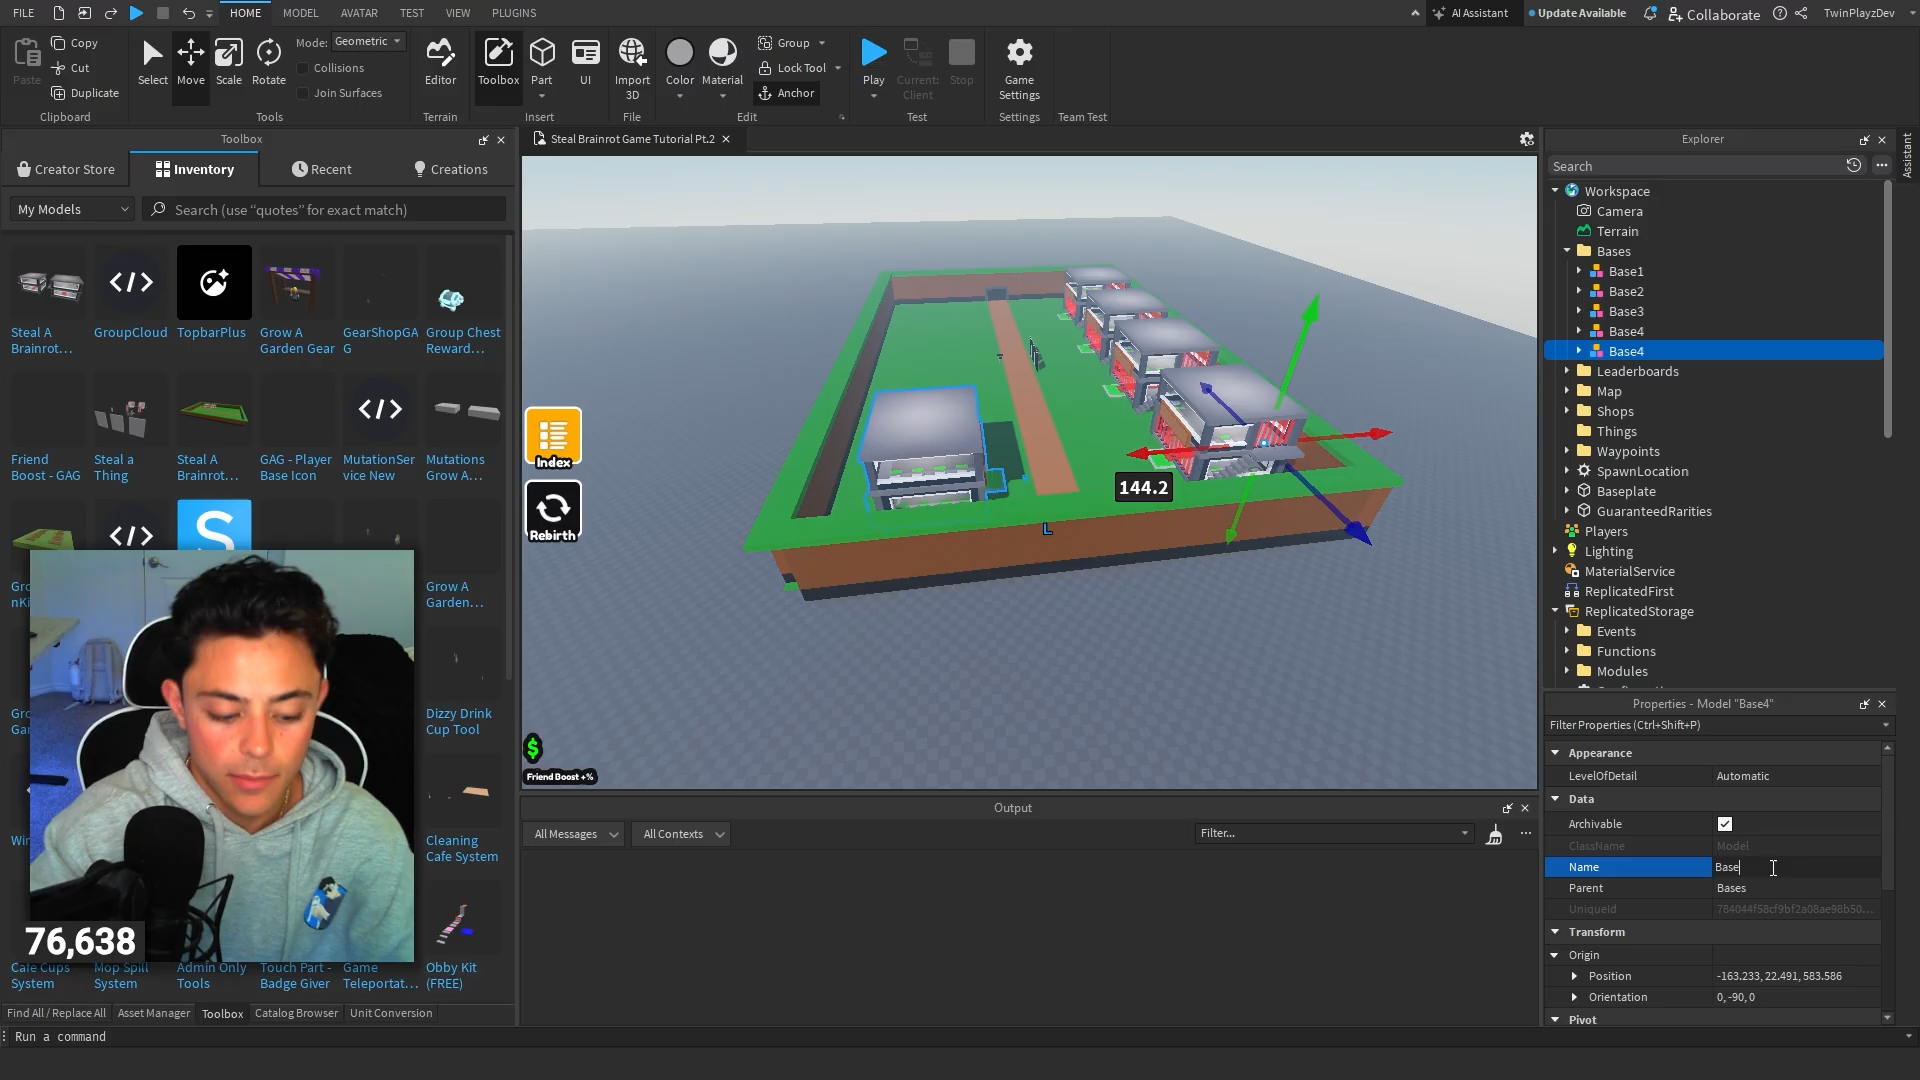 FILE
HOME
MODEL
AVATAR
TEST
VIEW
PLUGINS
AI Assistant
Update Available
Collaborate
TwinPlayzDev
Paste
Copy
Cut
Duplicate
Clipboard
Select
Move
Scale
Rotate
Mode: Geometric
Collisions
Join Surfaces
Tools
Editor
Terrain
Toolbox
Part
UI
Insert
Import
3D
File
Color
Material
Group
Lock Tool
Anchor
Edit
Play
Current:
Client
Stop
Test
Game
Settings
Settings
Team Test
Toolbox
Creator Store
Inventory
Recent
Creations
My Models
Search (use “quotes” for exact match)
Steal A
Brainrot...
GroupCloud
TopbarPlus
Grow A
Garden Gear
GearShopGA
G
Group Chest
Reward...
Friend
Boost - GAG
Steal a
Thing
Steal A
Brainrot...
GAG - Player
Base Icon
MutationSer
vice New
Mutations
Grow A...
S
Grow A
Garden...
Dizzy Drink
Cup Tool
Cleaning
Cafe System
76,638
Cafe Cups
System
Mop Spill
System
Admin Only
Tools
Touch Part -
Badge Giver
Game
Teleportat...
Obby Kit
(FREE)
Find All / Replace All
Asset Manager
Toolbox
Catalog Browser
Unit Conversion
Run a command
Steal Brainrot Game Tutorial Pt.2
Index
Rebirth
144.2
L
$
Friend Boost +%
Output
All Messages
All Contexts
Filter...
Explorer
Assistant
Search
Workspace
Camera
Terrain
Bases
Base1
Base2
Base3
Base4
Base4
Leaderboards
Map
Shops
Things
Waypoints
SpawnLocation
Baseplate
GuaranteedRarities
Players
Lighting
MaterialService
ReplicatedFirst
ReplicatedStorage
Events
Functions
Modules
Properties - Model "Base4"
Filter Properties (Ctrl+Shift+P)
Appearance
LevelOfDetail Automatic
Data
Archivable
ClassName Model
Name Base
Parent Bases
UniqueId 784044f58cf9bf2a08ae98b50...
Transform
Origin
Position -163.233, 22.491, 583.586
Orientation 0, -90, 0
Pivot